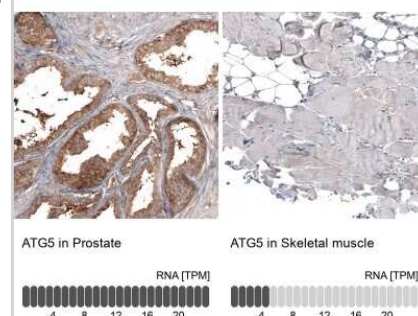 ATG5 in Prostate
ATG5 in Skeletal muscle
RNA [TPM]
RNA [TPM]
4 8 12 16 20
4 8 12 16 20